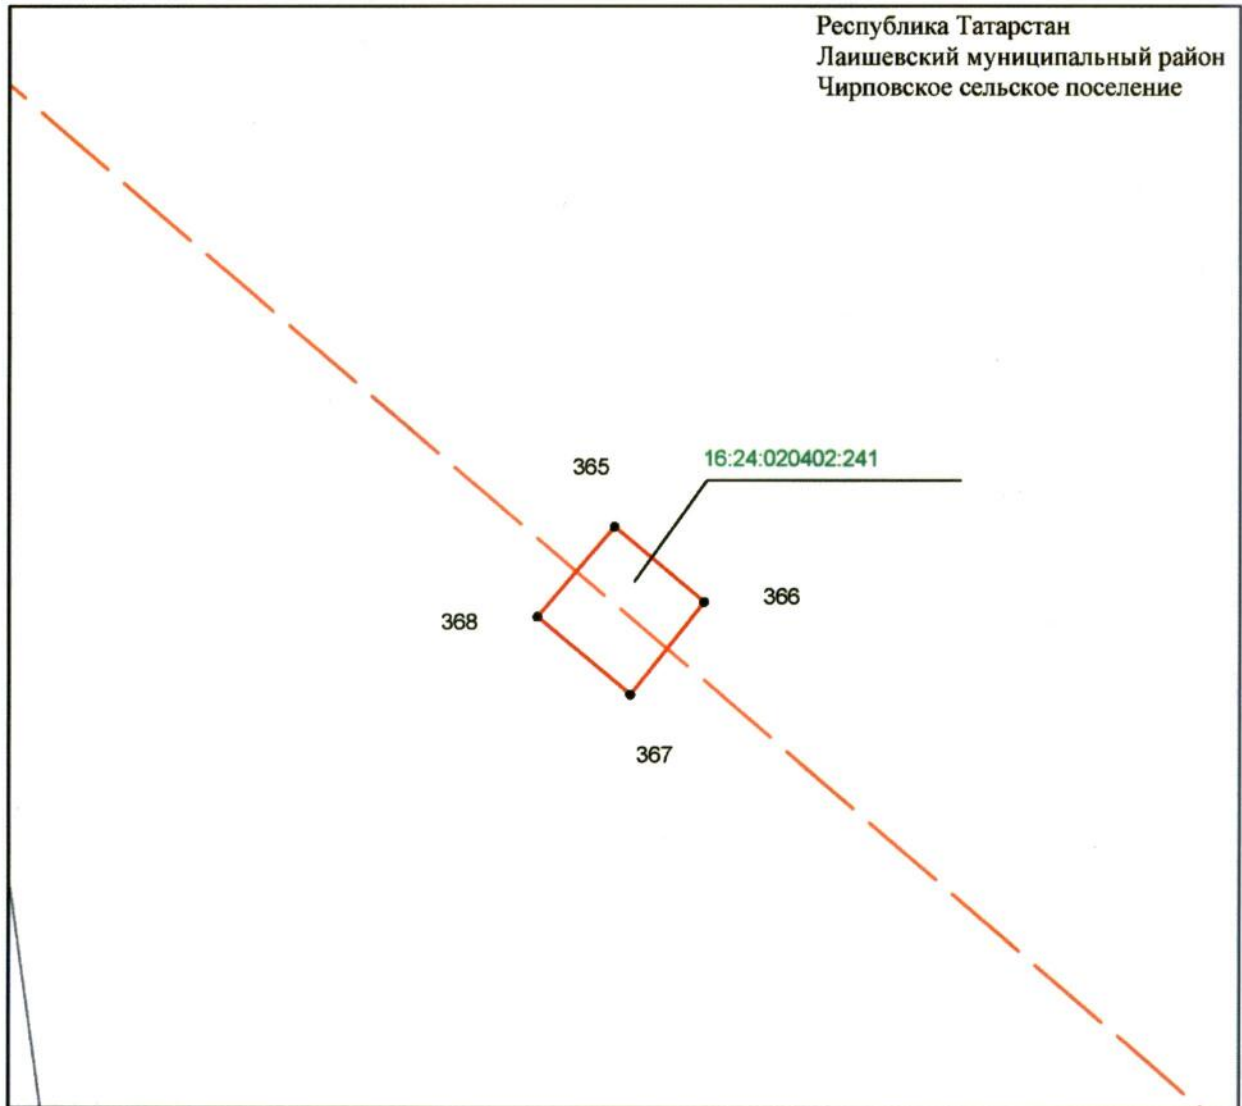 Республика Татарстан
Лаишевский муниципальный район
Чирповское сельское поселение
365
16:24:020402:241
366
368
367